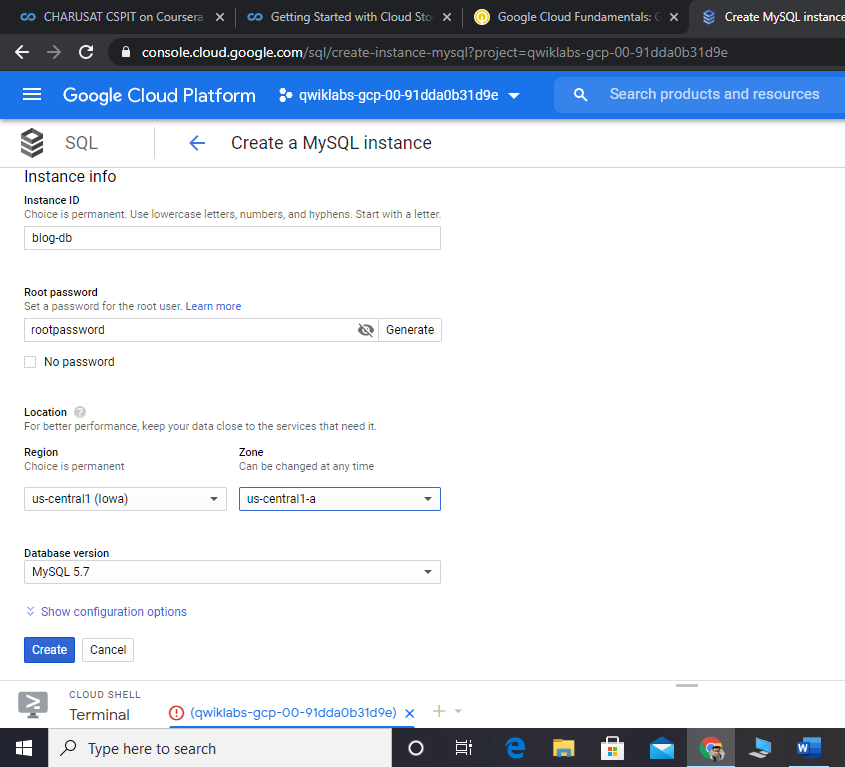 CHARUSAT CSPIT on Coursera
Getting Started with Cloud Sto
Google Cloud Fundamentals: G
Create MySQL instance
console.cloud.google.com/sql/create-instance-mysql?project=qwiklabs-gcp-00-91dda0b31d9e
Google Cloud Platform
qwiklabs-gcp-00-91dda0b31d9e
Search products and resources
SQL
Create a MySQL instance
Instance info
Instance ID
Choice is permanent. Use lowercase letters, numbers, and hyphens. Start with a letter.
blog-db
Root password
Set a password for the root user. Learn more
rootpassword
Generate
No password
Location ?
For better performance, keep your data close to the services that need it.
Region
Choice is permanent
Zone
Can be changed at any time
us-central1 (Iowa)
us-central1-a
Database version
MySQL 5.7
Show configuration options
Create
Cancel
CLOUD SHELL
Terminal
(qwiklabs-gcp-00-91dda0b31d9e)
Type here to search